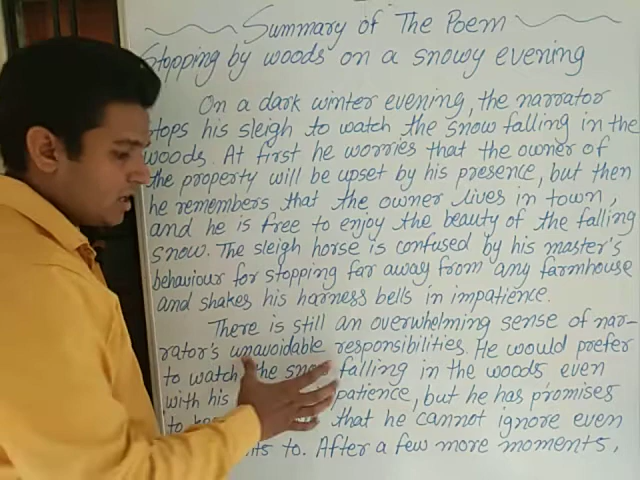 Summary of The Poem
Stopping by woods on a snowy evening
On a dark winter evening, the narrator
stops his sleigh to watch the snow falling in the
woods. At first he worries that the owner of
the property will be upset by his presence, but then
he remembers that the owner lives in town,
and he is free to enjoy the beauty of the falling
snow. The sleigh horse is confused by his master's
behaviour for stopping far away from any farmhouse
and shakes his harness bells in impatience.
There is still an overwhelming sense of nar-
rator's unavoidable responsibilities. He would prefer
to watch the snow falling in the woods even
with his patience, but he has promises
to that he cannot ignore even
to. After a few more moments,